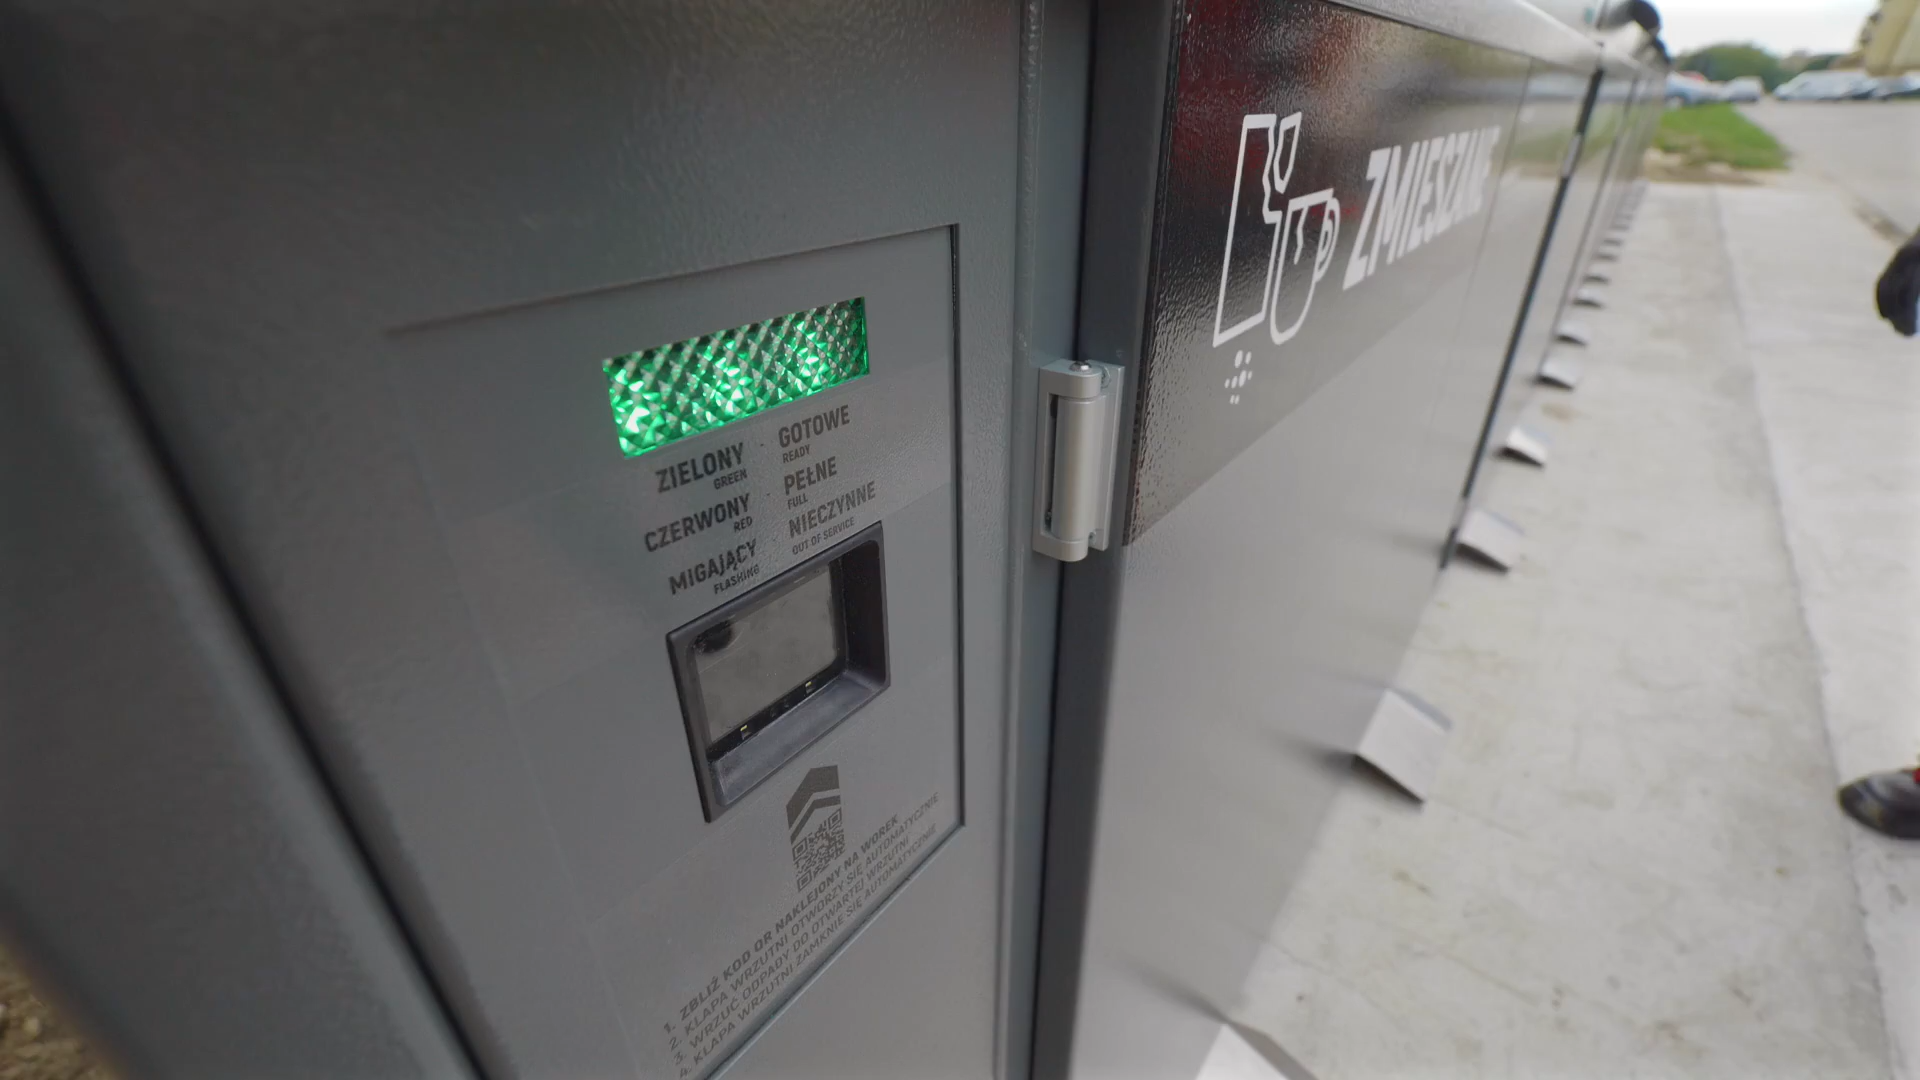 ZMIESZANE
ZIELONY GOTOWE
GREEN READY
CZERWONY PEŁNE
RED FULL
MIGAJĄCY NIECZYNNE
FLASHING OUT OF SERVICE
1. ZBLIŻ KOD QR NAKLEJONY NA WOREK
2. KLAPA WRZUTNI OTWORZY SIĘ AUTOMATYCZNIE
3. WRZUĆ ODPADY DO OTWARTEJ WRZUTNI
4. KLAPA WRZUTNI ZAMKNIE SIĘ AUTOMATYCZNIE